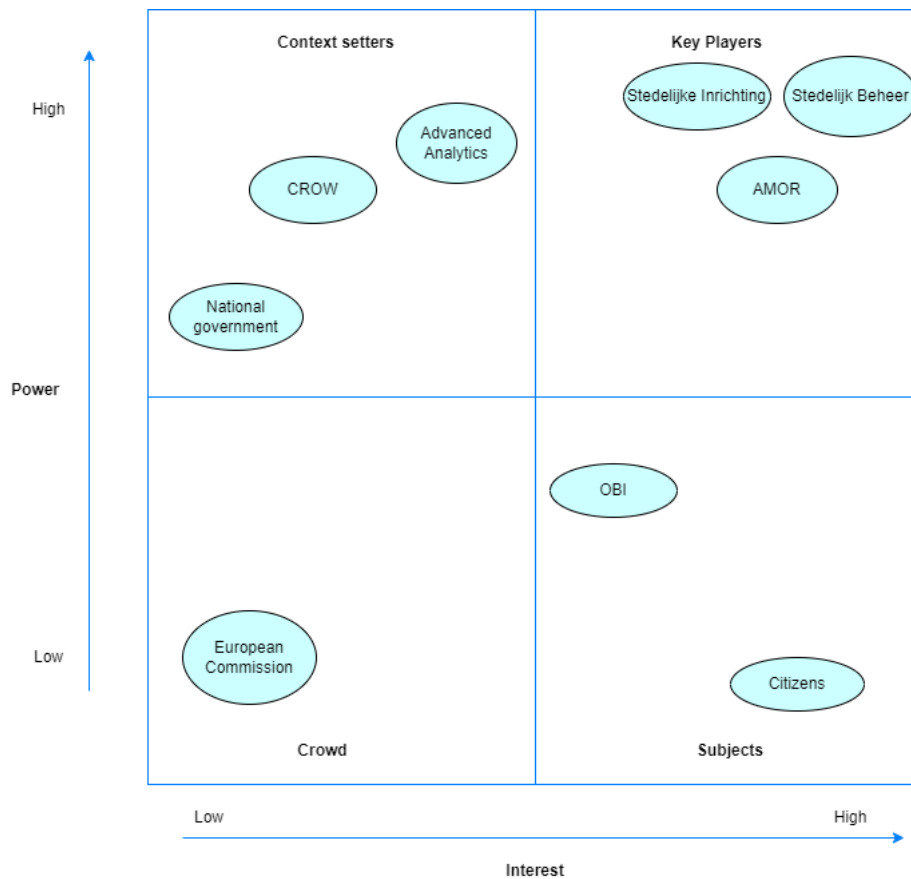 Context setters
Key Players
High
Stedelijke Inrichting
Stedelijk Beheer
Advanced
Analytics
CROW
AMOR
National
government
Power
OBI
Low
European
Commission
Citizens
Crowd
Subjects
Low
High
Interest